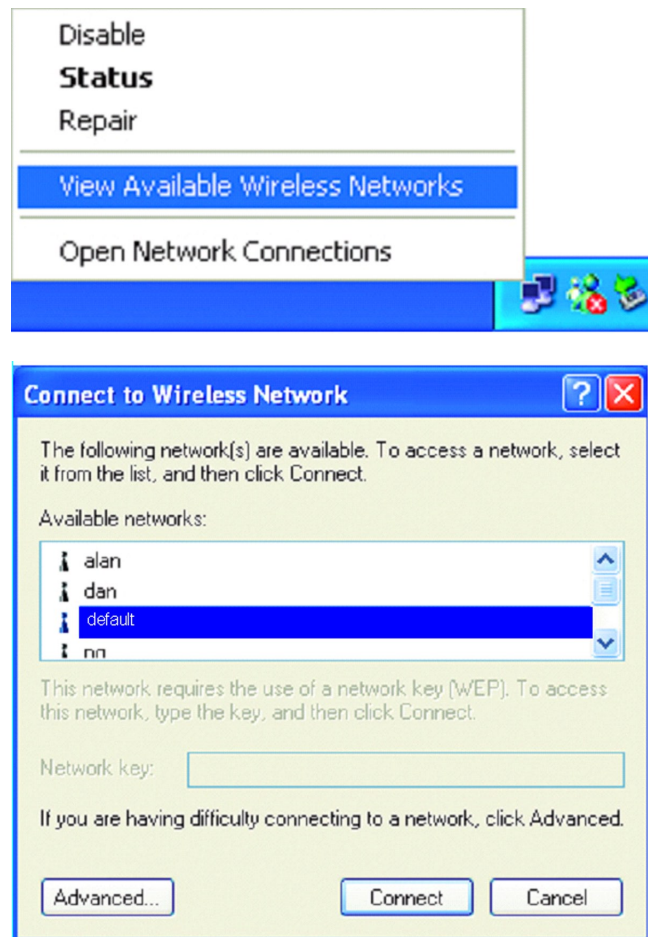 Disable
Status
Repair
View Available Wireless Networks
Open Network Connections
Connect to Wireless Network
The following network(s) are available. To access a network, select
it from the list, and then click Connect.
Available networks:
alan
dan
default
This network requires the use of a network key (WEP). To access
this network, type the key, and then click Connect.
Network key:
If you are having difficulty connecting to a network, click Advanced.
Advanced...
Connect
Cancel